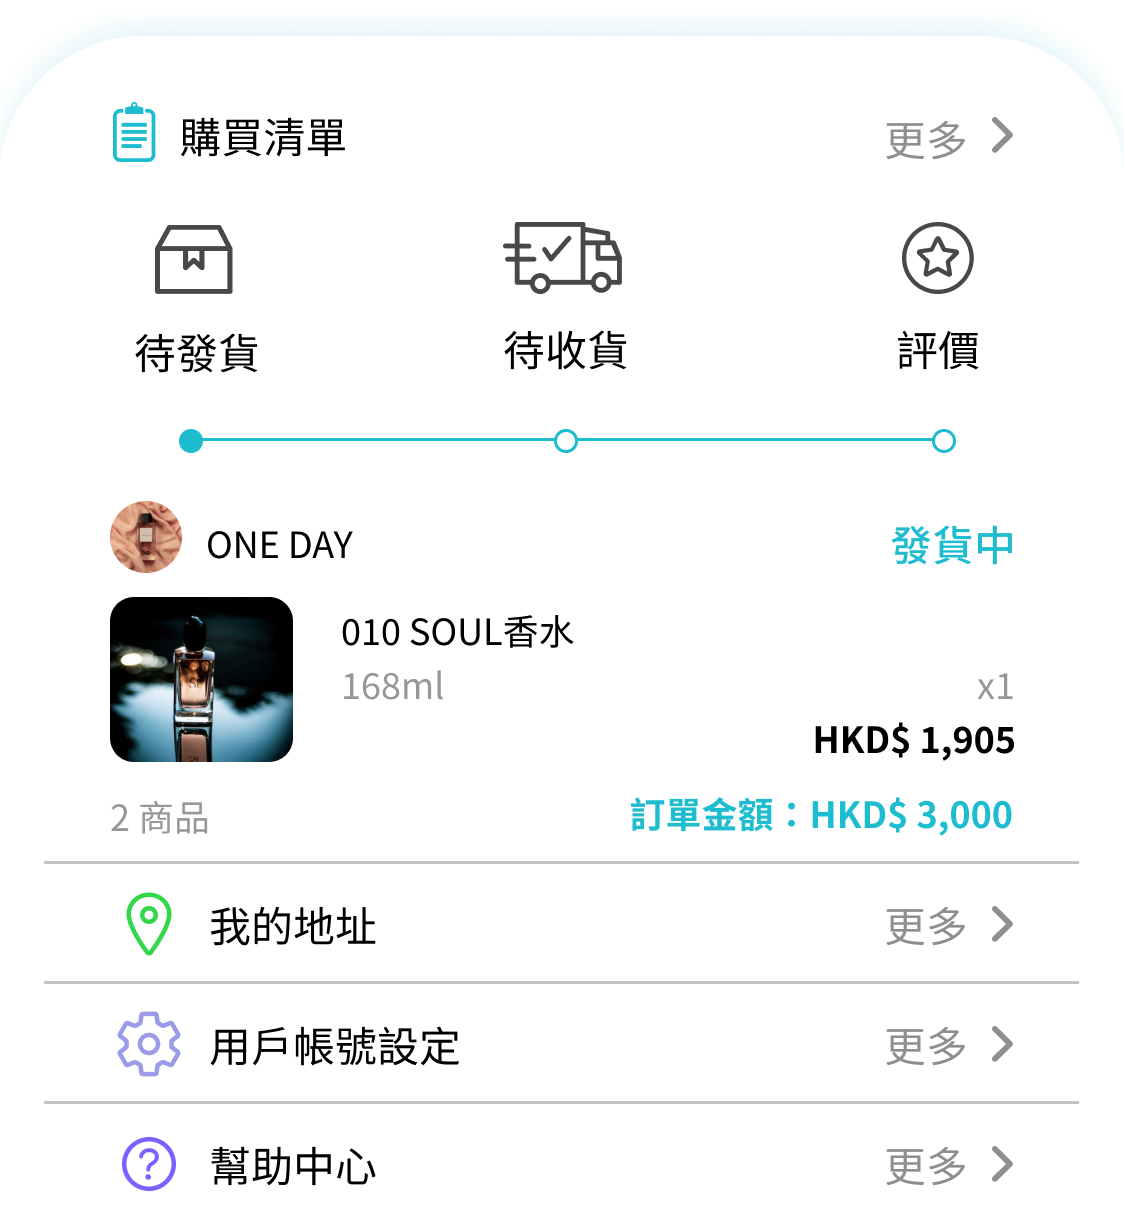 購買清單
更多
待發貨
待收貨
評價
ONE DAY
發貨中
010 SOUL香水
168ml
x1
HKD$ 1,905
2 商品
訂單金額：HKD$ 3,000
我的地址
更多
用戶帳號設定
更多
幫助中心
更多